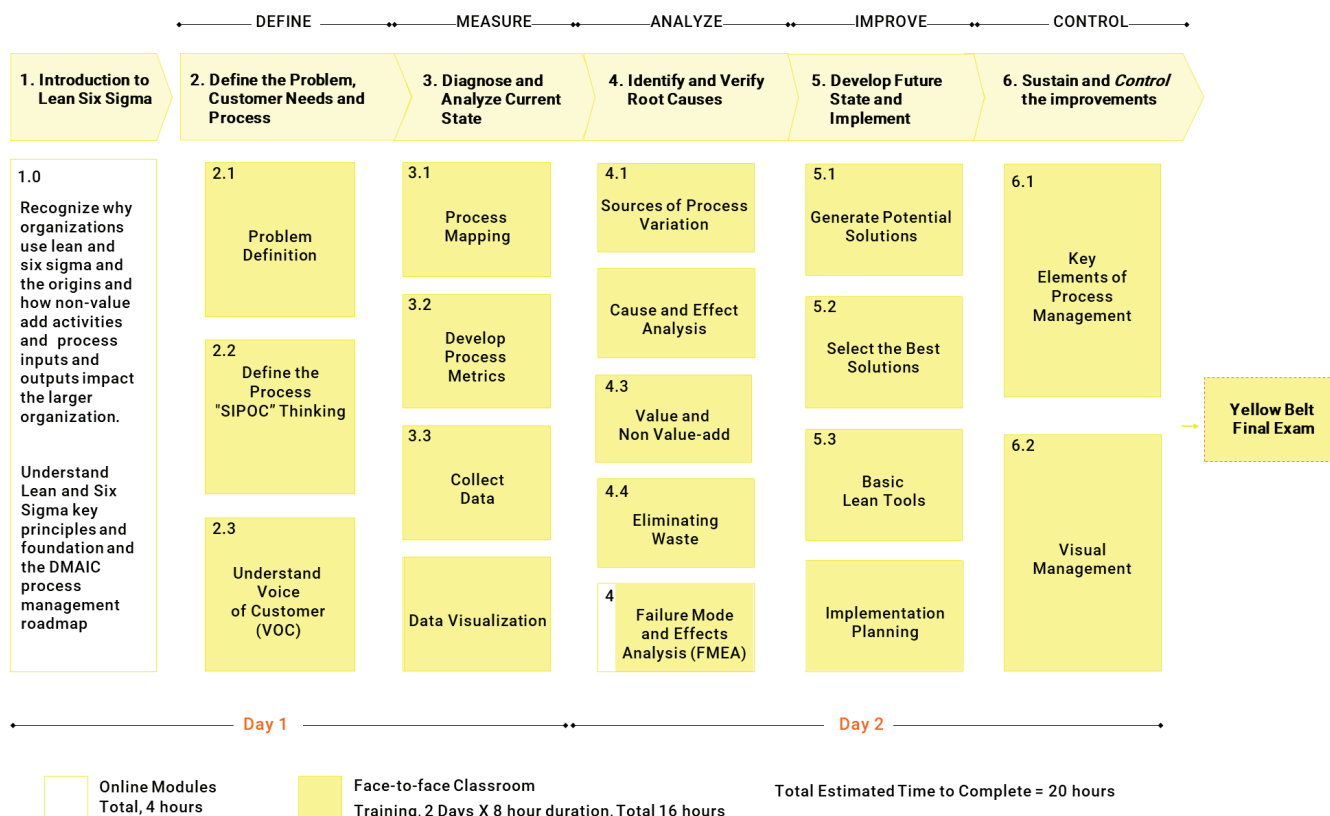 DEFINE
MEASURE
ANALYZE
IMPROVE
CONTROL
1. Introduction to
Lean Six Sigma
2. Define the Problem,
Customer Needs and
Process
3. Diagnose and
Analyze Current
State
4. Identify and Verify
Root Causes
5. Develop Future
State and
Implement
6. Sustain and Control
the improvements
1.0
Recognize why
organizations
use lean and
six sigma and
the origins and
how non-value
add activities
and process
inputs and
outputs impact
the larger
organization.
Understand
Lean and Six
Sigma key
principles and
foundation and
the DMAIC
process
management
roadmap
2.1
Problem
Definition
2.2
Define the
Process
"SIPOC” Thinking
2.3
Understand
Voice
of Customer
(VOC)
3.1
Process
Mapping
3.2
Develop
Process
Metrics
3.3
Collect
Data
Data Visualization
4.1
Sources of Process
Variation
Cause and Effect
Analysis
4.3
Value and
Non Value-add
4.4
Eliminating
Waste
4
Failure Mode
and Effects
Analysis (FMEA)
5.1
Generate Potential
Solutions
5.2
Select the Best
Solutions
5.3
Basic
Lean Tools
Implementation
Planning
6.1
Key
Elements of
Process
Management
6.2
Visual
Management
Yellow Belt
Final Exam
Day 1
Day 2
Online Modules
Total, 4 hours
Face-to-face Classroom
Training, 2 Days X 8 hour duration, Total 16 hours
Total Estimated Time to Complete = 20 hours